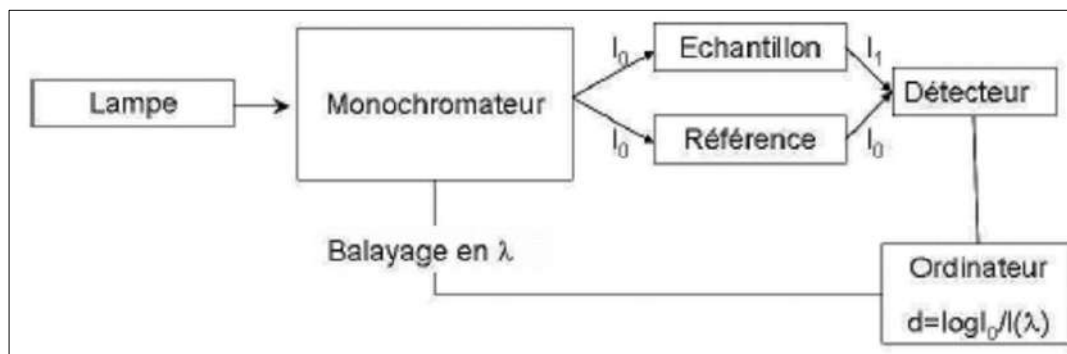 Lampe
Monochromateur
I₀
Echantillon
I₁
I₀
Référence
I₀
Détecteur
Balayage en λ
Ordinateur
d=logI₀/I(λ)